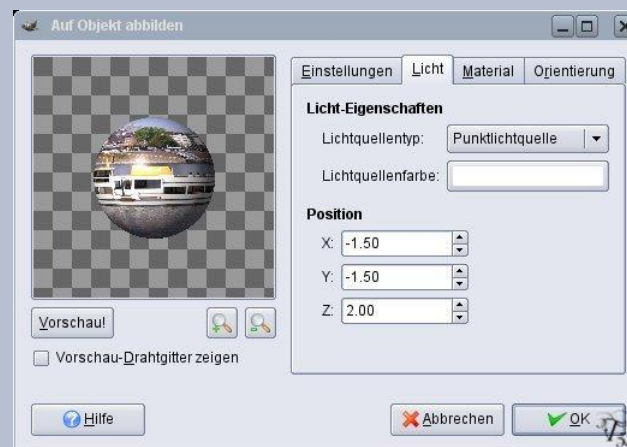 Auf Objekt abbilden
Einstellungen Licht Material Orientierung
Licht-Eigenschaften
Lichtquellentyp: Punktlichtquelle
Lichtquellenfarbe:
Position
X: -1.50
Y: -1.50
Z: 2.00
Vorschau!
Vorschau-Drahtgitter zeigen
Hilfe
Abbrechen
OK